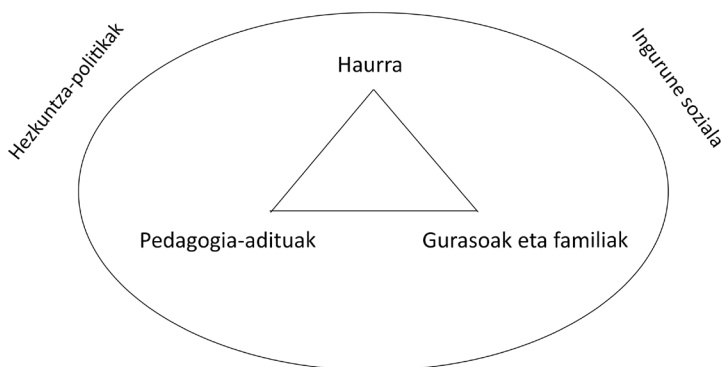 Hezkuntza-politikak
Ingurune soziala
Haurra
Pedagogia-adituak
Gurasoak eta familiak